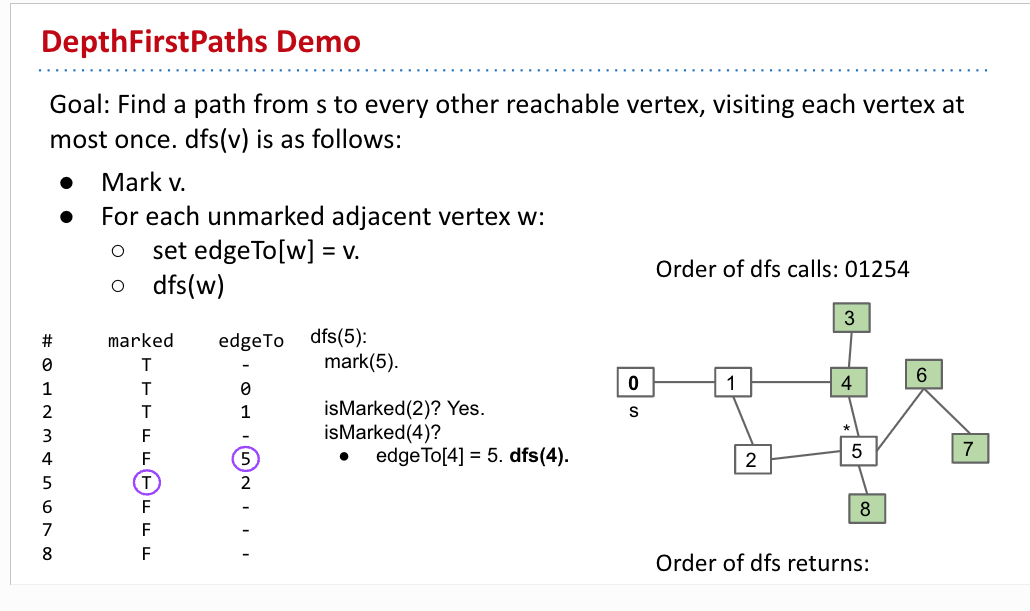 DepthFirstPaths Demo
Goal: Find a path from s to every other reachable vertex, visiting each vertex at
most once. dfs(v) is as follows:
● Mark v.
● For each unmarked adjacent vertex w:
○ set edgeTo[w] = v.
○ dfs(w)
# marked edgeTo
0 T -
1 T 0
2 T 1
3 F -
4 F 5
5 T 2
6 F -
7 F -
8 F -
dfs(5):
mark(5).
isMarked(2)? Yes.
isMarked(4)?
● edgeTo[4] = 5. dfs(4).
Order of dfs calls: 01254
3
0 1 4 6
s
*
2 5 7
8
Order of dfs returns: